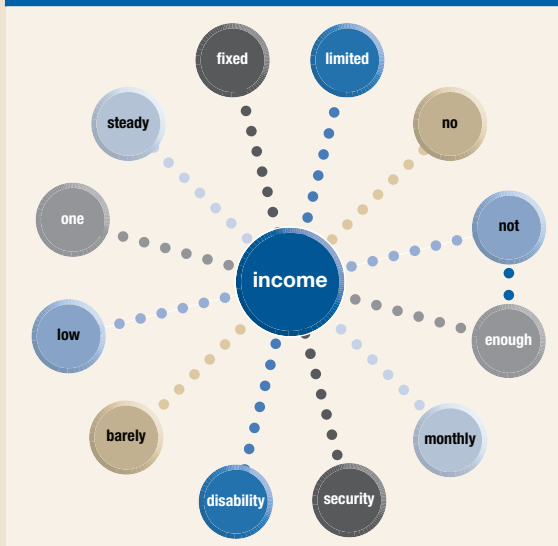 fixed
limited
steady
no
one
not
income
low
enough
barely
monthly
disability
security